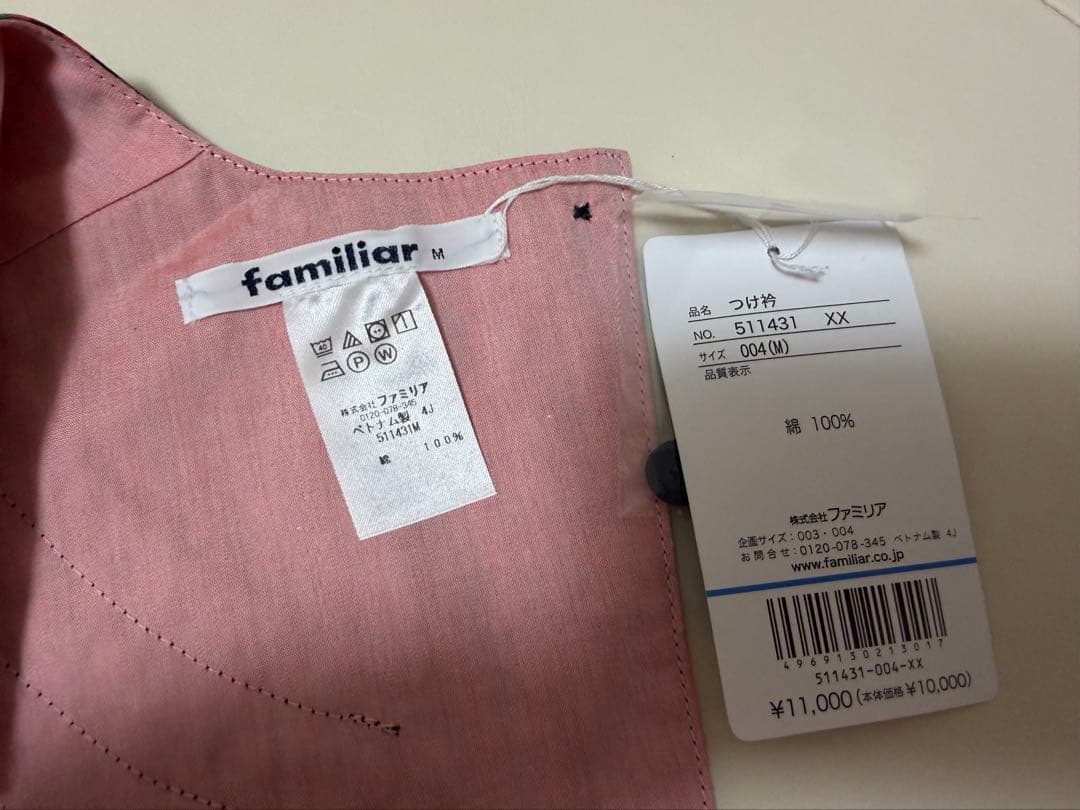 familiar M
40
P W
株式会社ファミリア
0120-078-345
ベトナム製 4J
511431M
綿 100%
品名 つけ衿
NO. 511431 XX
サイズ 004(M)
品質表示
綿 100%
株式会社ファミリア
企画サイズ:003・004
お問合せ:0120-078-345 ベトナム製 4J
www.familiar.co.jp
4969130213017
511431-004-XX
¥11,000(本体価格¥10,000)